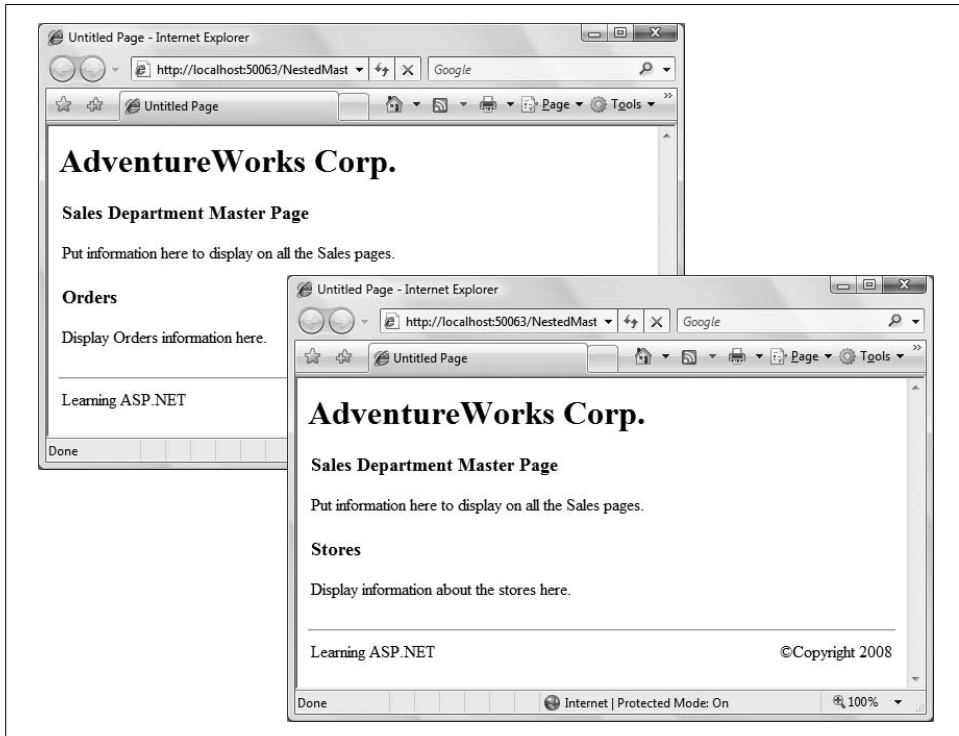 Untitled Page - Internet Explorer
http://localhost:50063/NestedMast
Google
Untitled Page
Page
Tools
AdventureWorks Corp.
Sales Department Master Page
Put information here to display on all the Sales pages.
Orders
Display Orders information here.
Learning ASP.NET
Done
Untitled Page - Internet Explorer
http://localhost:50063/NestedMast
Google
Untitled Page
Page
Tools
AdventureWorks Corp.
Sales Department Master Page
Put information here to display on all the Sales pages.
Stores
Display information about the stores here.
Learning ASP.NET ©Copyright 2008
Done Internet | Protected Mode: On 100%